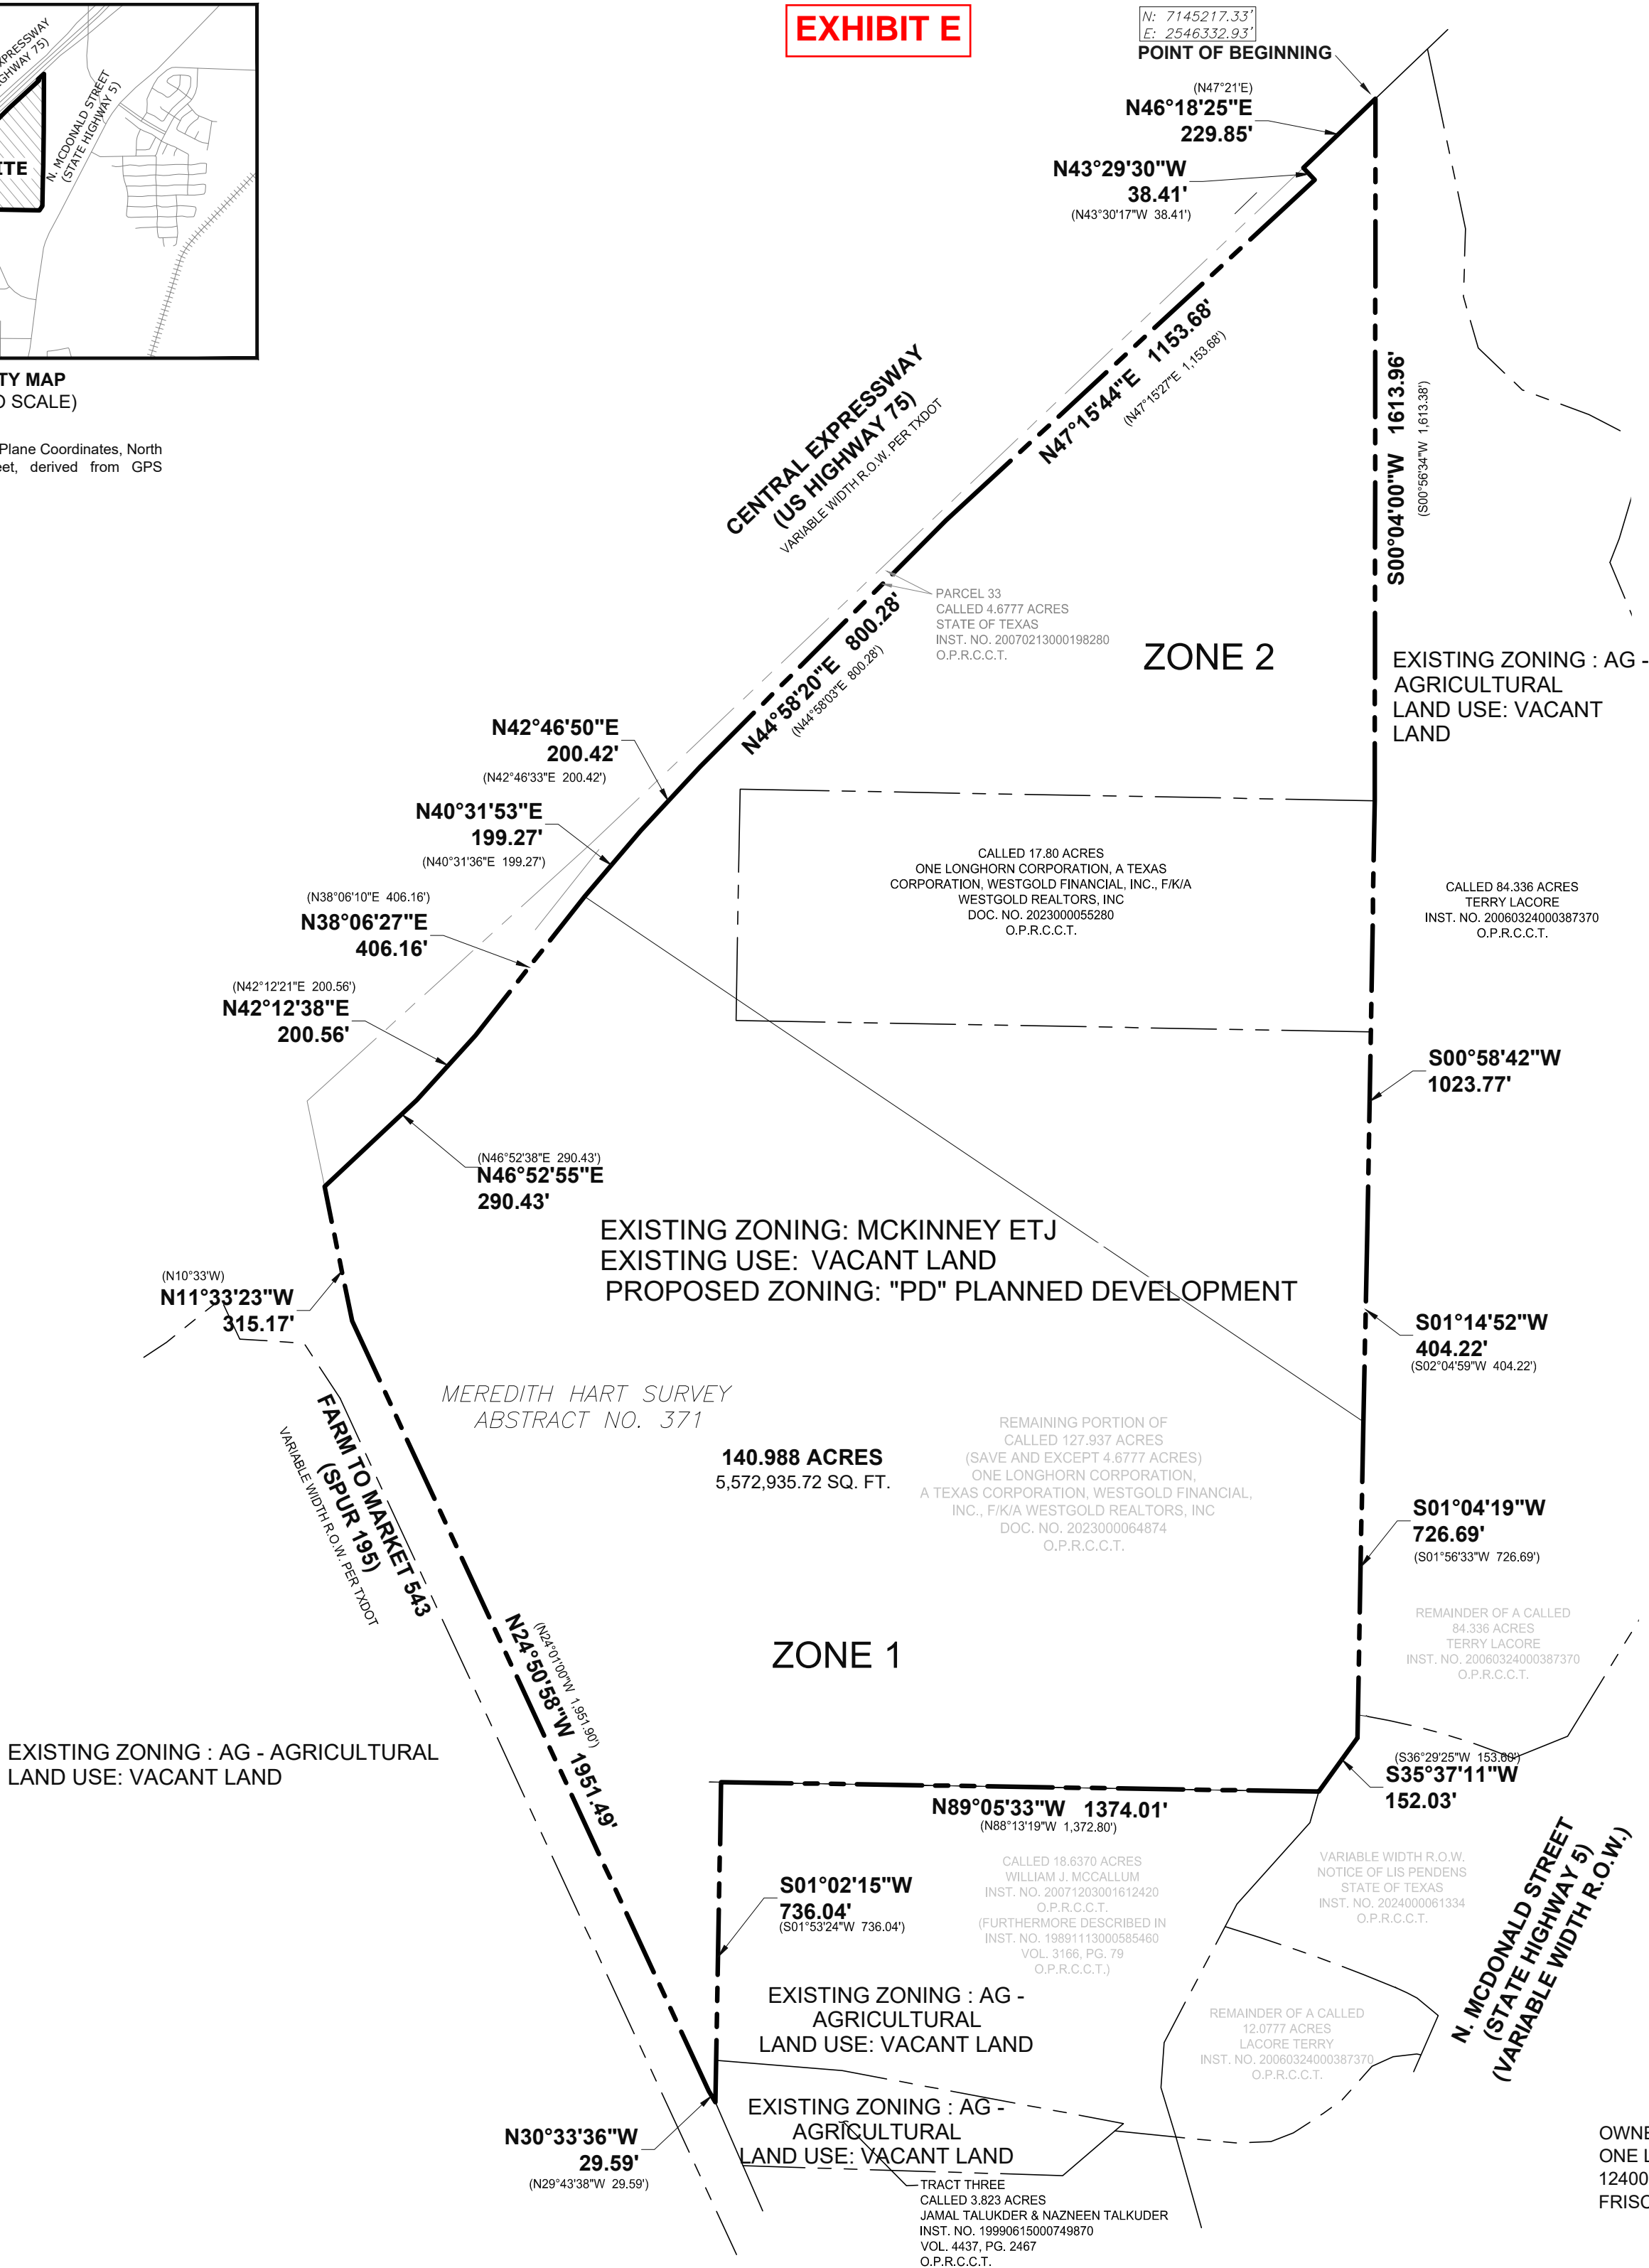 EXHIBIT E
N: 7145217.33'
E: 2546332.93'
POINT OF BEGINNING
(N47°21'E)
N46°18'25"E
229.85'
N43°29'30"W
38.41'
(N43°30'17"W 38.41')
N. MCDONALD STREET
(STATE HIGHWAY 5)
TY MAP
Plane Coordinates, North
derived from GPS
CENTRAL EXPRESSWAY
(US HIGHWAY 75)
VARIABLE WIDTH R.O.W. PER TXDOT
N47°15'44"E 1153.68'
(N47°15'27"E 1,153.68')
S00°04'00"W 1613.96'
(S00°56'34"W 1,613.38')
PARCEL 33
CALLED 4.6777 ACRES
STATE OF TEXAS
INST. NO. 20070213000198280
O.P.R.C.C.T.
ZONE 2
EXISTING ZONING : AG -
AGRICULTURAL
LAND USE: VACANT
LAND
N44°58'20"E 800.28'
(N44°58'03"E 800.28')
N42°46'50"E
200.42'
(N42°46'33"E 200.42')
N40°31'53"E
199.27'
(N40°31'36"E 199.27')
(N38°06'10"E 406.16')
N38°06'27"E
406.16'
(N42°12'21"E 200.56')
N42°12'38"E
200.56'
CALLED 17.80 ACRES
ONE LONGHORN CORPORATION, A TEXAS
CORPORATION, WESTGOLD FINANCIAL, INC., F/K/A
WESTGOLD REALTORS, INC
DOC. NO. 2023000055280
O.P.R.C.C.T.
CALLED 84.336 ACRES
TERRY LACORE
INST. NO. 20060324000387370
O.P.R.C.C.T.
S00°58'42"W
1023.77'
(N46°52'38"E 290.43')
N46°52'55"E
290.43'
EXISTING ZONING: MCKINNEY ETJ
EXISTING USE: VACANT LAND
PROPOSED ZONING: "PD" PLANNED DEVELOPMENT
(N10°33'W)
N11°33'23"W
315.17'
S01°14'52"W
404.22'
(S02°04'59"W 404.22')
MEREDITH HART SURVEY
ABSTRACT NO. 371
140.988 ACRES
5,572,935.72 SQ. FT.
REMAINING PORTION OF
CALLED 127.937 ACRES
(SAVE AND EXCEPT 4.6777 ACRES)
ONE LONGHORN CORPORATION,
A TEXAS CORPORATION, WESTGOLD FINANCIAL,
INC., F/K/A WESTGOLD REALTORS, INC
DOC. NO. 2023000064874
O.P.R.C.C.T.
FARM TO MARKET 543
(SPUR 195)
VARIABLE WIDTH R.O.W. PER TXDOT
S01°04'19"W
726.69'
(S01°56'33"W 726.69')
REMAINDER OF A CALLED
84.336 ACRES
TERRY LACORE
INST. NO. 20060324000387370
O.P.R.C.C.T.
(N24°01'00"W 1,951.90')
N24°50'58"W 1951.49'
ZONE 1
EXISTING ZONING : AG - AGRICULTURAL
LAND USE: VACANT LAND
(S36°29'25"W 153.60')
S35°37'11"W
152.03'
N89°05'33"W 1374.01'
(N88°13'19"W 1,372.80')
S01°02'15"W
736.04'
(S01°53'24"W 736.04')
CALLED 18.6370 ACRES
WILLIAM J. MCCALLUM
INST. NO. 20071203001612420
O.P.R.C.C.T.
(FURTHERMORE DESCRIBED IN
INST. NO. 19891113000585460
VOL. 3166, PG. 79
O.P.R.C.C.T.)
VARIABLE WIDTH R.O.W.
NOTICE OF LIS PENDENS
STATE OF TEXAS
INST. NO. 2024000061334
O.P.R.C.C.T.
N. MCDONALD STREET
(STATE HIGHWAY 5)
(VARIABLE WIDTH R.O.W.)
EXISTING ZONING : AG -
AGRICULTURAL
LAND USE: VACANT LAND
REMAINDER OF A CALLED
12.0777 ACRES
LACORE TERRY
INST. NO. 20060324000387370
O.P.R.C.C.T.
EXISTING ZONING : AG -
AGRICULTURAL
LAND USE: VACANT LAND
N30°33'36"W
29.59'
(N29°43'38"W 29.59')
TRACT THREE
CALLED 3.823 ACRES
JAMAL TALUKDER & NAZNEEN TALKUDER
INST. NO. 19990615000749870
VOL. 4437, PG. 2467
O.P.R.C.C.T.
OWNE
ONE L
12400
FRISC